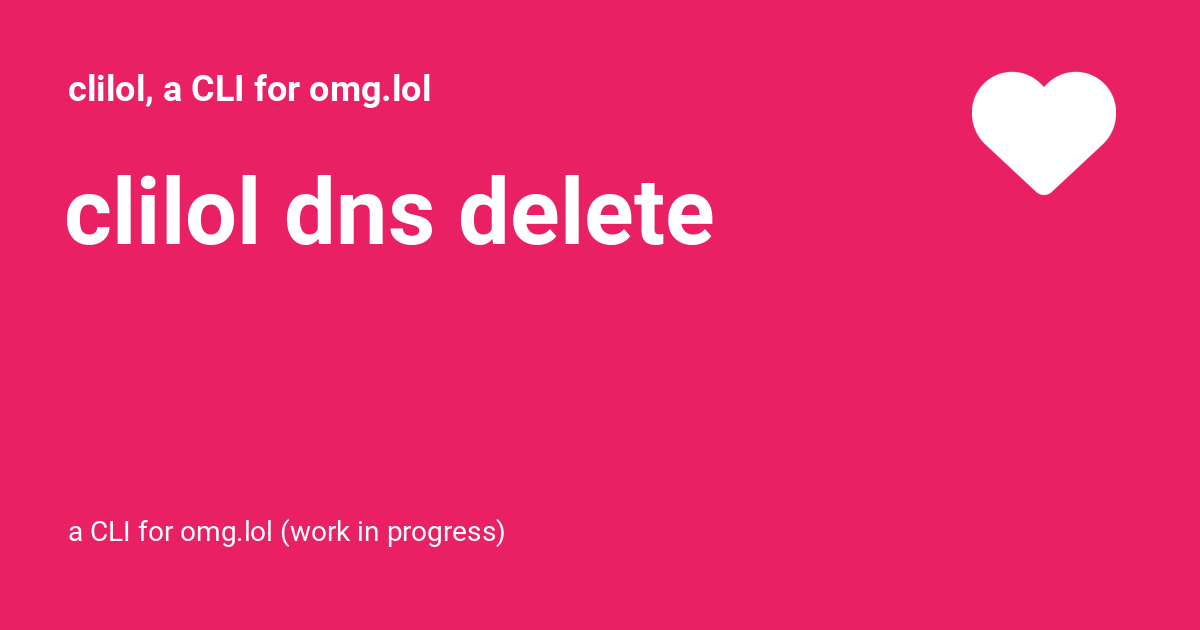 clilol, a CLI for omg.lol
clilol dns delete
a CLI for omg.lol (work in progress)